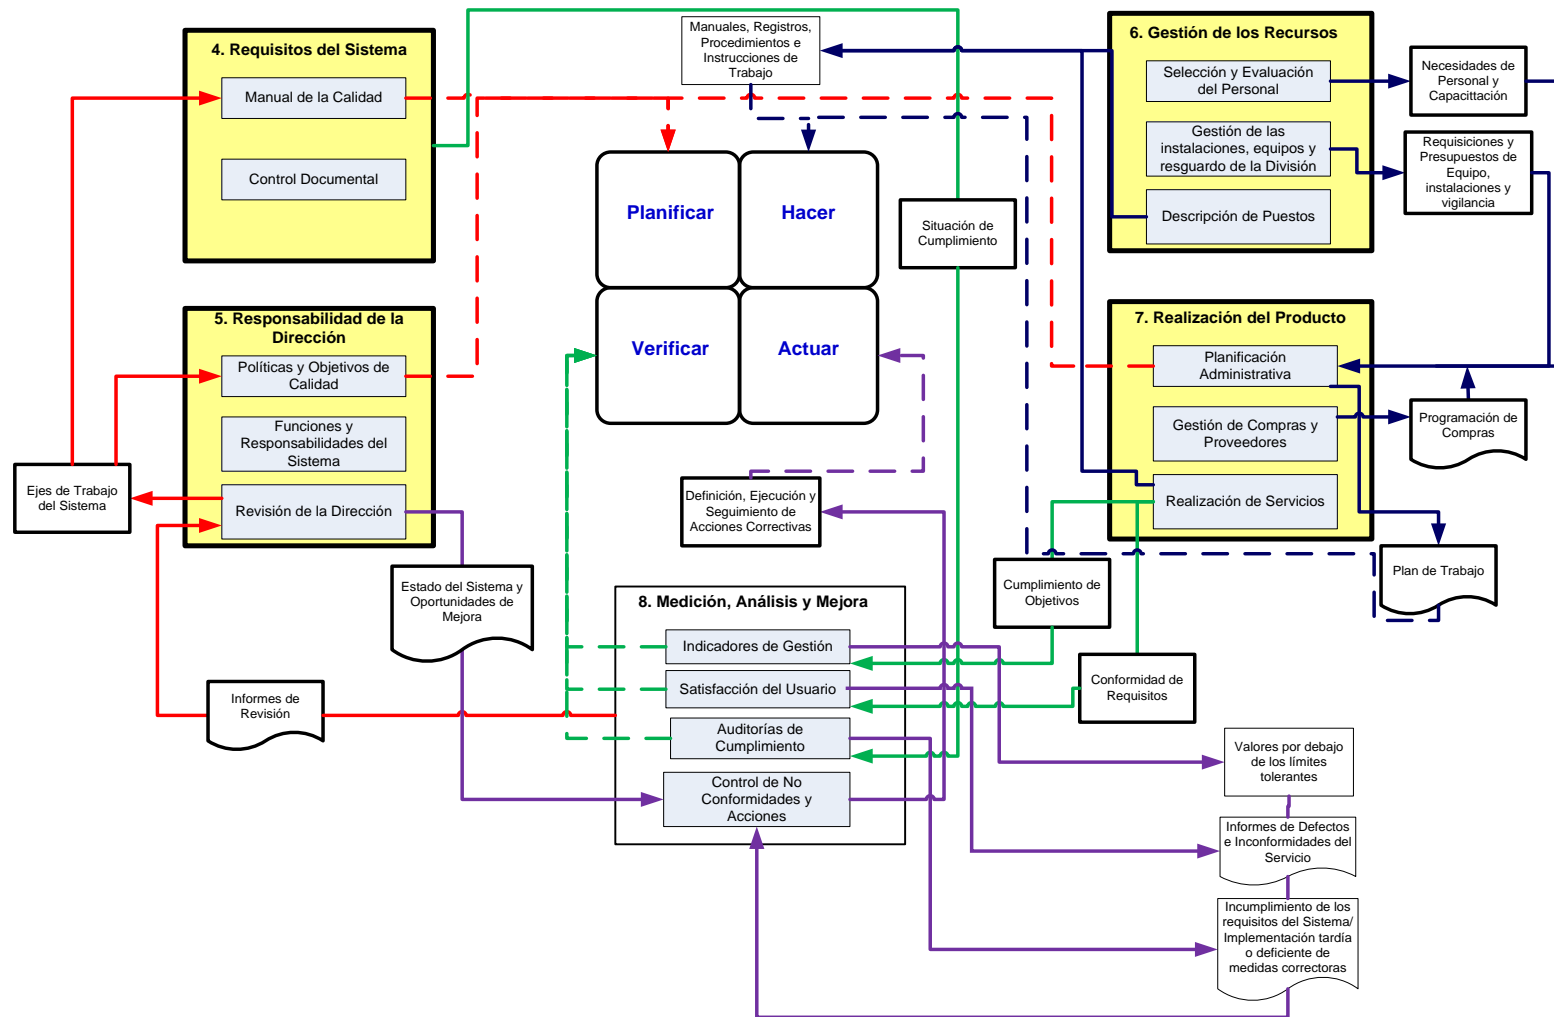 4. Requisitos del Sistema
Manual de la Calidad
Control Documental
5. Responsabilidad de la
Dirección
Políticas y Objetivos de
Calidad
Funciones y
Responsabilidades del
Sistema
Revisión de la Dirección
Ejes de Trabajo
del Sistema
Estado del Sistema y
Oportunidades de
Mejora
Informes de
Revisión
Manuales, Registros,
Procedimientos e
Instrucciones de
Trabajo
Planificar
Hacer
Verificar
Actuar
Situación de
Cumplimiento
Definición, Ejecución y
Seguimiento de
Acciones Correctivas
8. Medición, Análisis y Mejora
Indicadores de Gestión
Satisfacción del Usuario
Auditorías de
Cumplimiento
Control de No
Conformidades y
Acciones
6. Gestión de los Recursos
Selección y Evaluación
del Personal
Gestión de las
instalaciones, equipos y
resguardo de la División
Descripción de Puestos
Necesidades de
Personal y
Capacittación
Requisiciones y
Presupuestos de
Equipo,
instalaciones y
vigilancia
7. Realización del Producto
Planificación
Administrativa
Gestión de Compras y
Proveedores
Realización de Servicios
Programación de
Compras
Plan de Trabajo
Cumplimiento de
Objetivos
Conformidad de
Requisitos
Valores por debajo
de los límites
tolerantes
Informes de Defectos
e Inconformidades del
Servicio
Incumplimiento de los
requisitos del Sistema/
Implementación tardía
o deficiente de
medidas correctoras